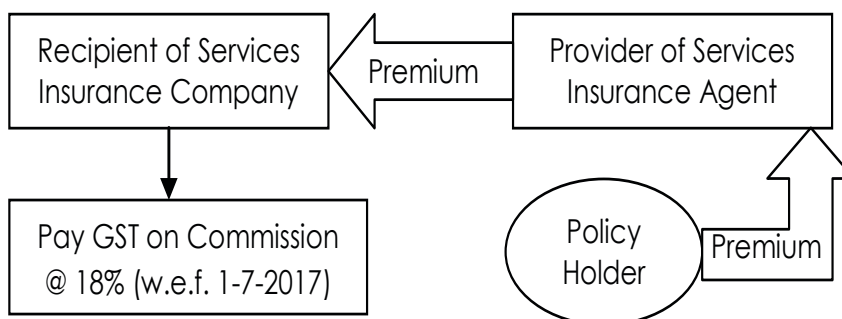 Recipient of Services
Insurance Company
Premium
Provider of Services
Insurance Agent
Pay GST on Commission
@ 18% (w.e.f. 1-7-2017)
Policy
Holder
Premium